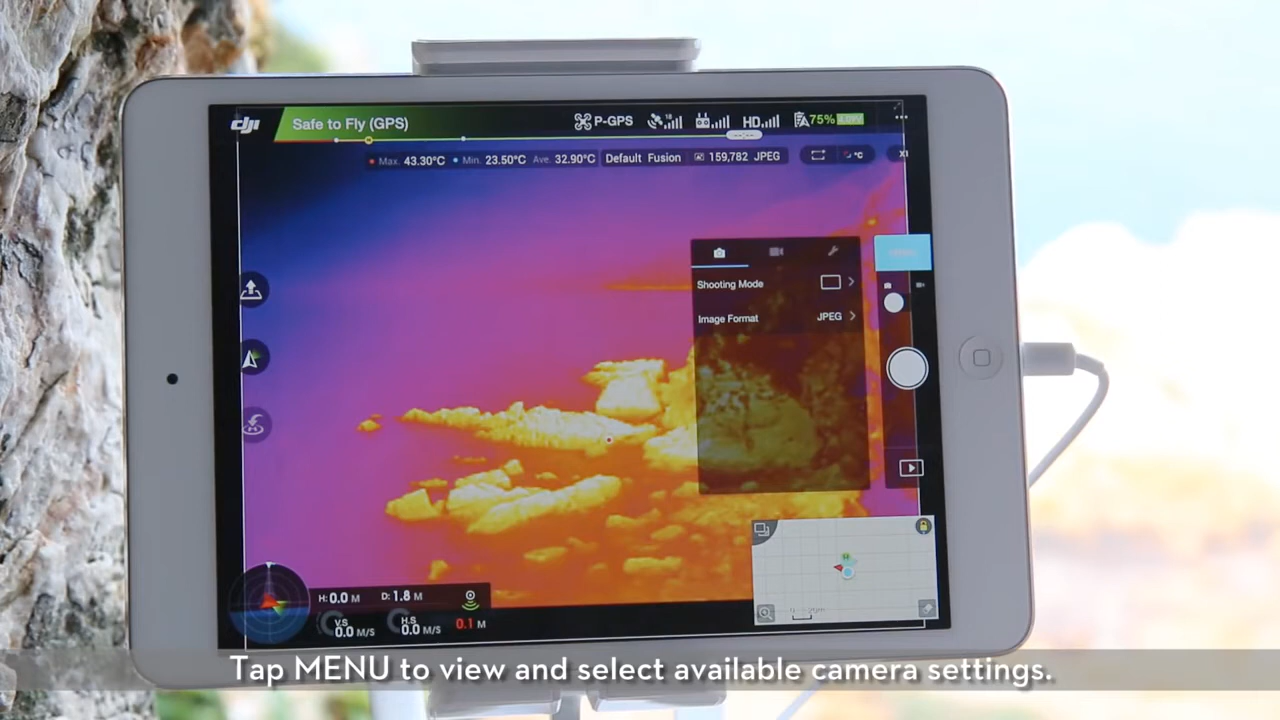 dji
Safe to Fly (GPS)
P-GPS
18
HD
75%
Max. 43.30°C
Min. 23.50°C
Ave. 32.90°C
Default
Fusion
159,782
JPEG
°C
Shooting Mode
Image Format
JPEG
H: 0.0 M
D: 1.8 M
V.S
0.0 M/S
H.S
0.0 M/S
0.1 M
Tap MENU to view and select available camera settings.